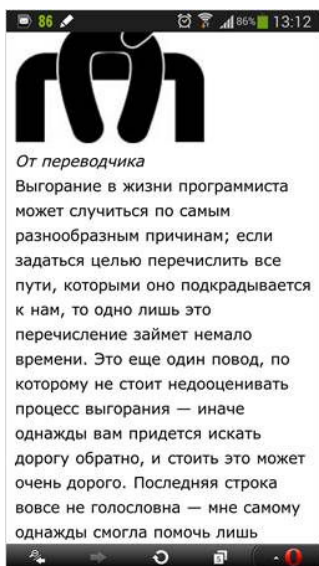 86 86% 13:12
От переводчика
Выгорание в жизни программиста
может случиться по самым
разнообразным причинам; если
задаться целью перечислить все
пути, которыми оно подкрадывается
к нам, то одно лишь это
перечисление займет немало
времени. Это еще один повод, по
которому не стоит недооценивать
процесс выгорания — иначе
однажды вам придется искать
дорогу обратно, и стоить это может
очень дорого. Последняя строка
вовсе не голословна — мне самому
однажды смогла помочь лишь